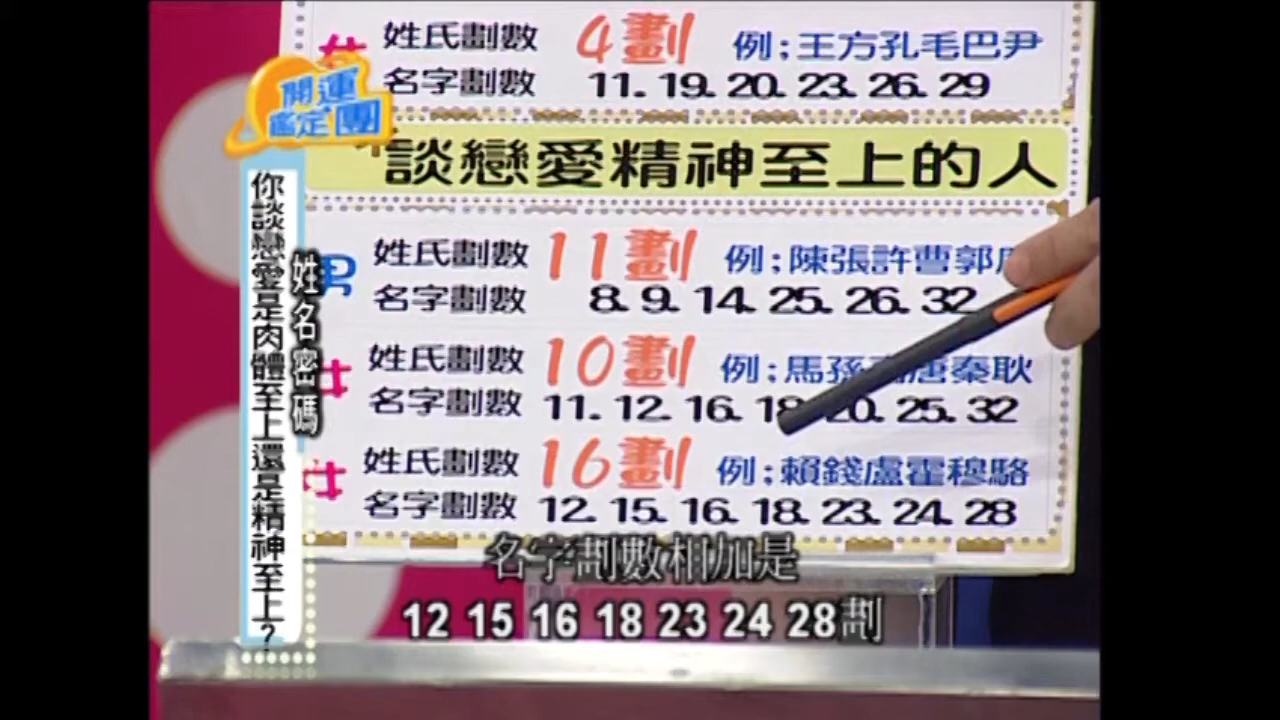 姓氏劃數 4劃 例;王方孔毛巴尹
女 名字劃數 11. 19. 20. 23. 26. 29
開運
鑑定團
談戀愛精神至上的人
男 姓氏劃數 11劃 例;陳張許曹郭
名字劃數 8. 9. 14. 25. 26. 32
女 姓氏劃數 10劃 例;馬孫高唐秦耿
名字劃數 11. 12. 16. 18. 20. 25. 32
女 姓氏劃數 16劃 例;賴錢盧霍穆駱
名字劃數 12. 15. 16. 18. 23. 24. 28
你談戀愛是肉體至上還是精神至上?
姓名密碼
名字劃數相加是
12 15 16 18 23 24 28劃